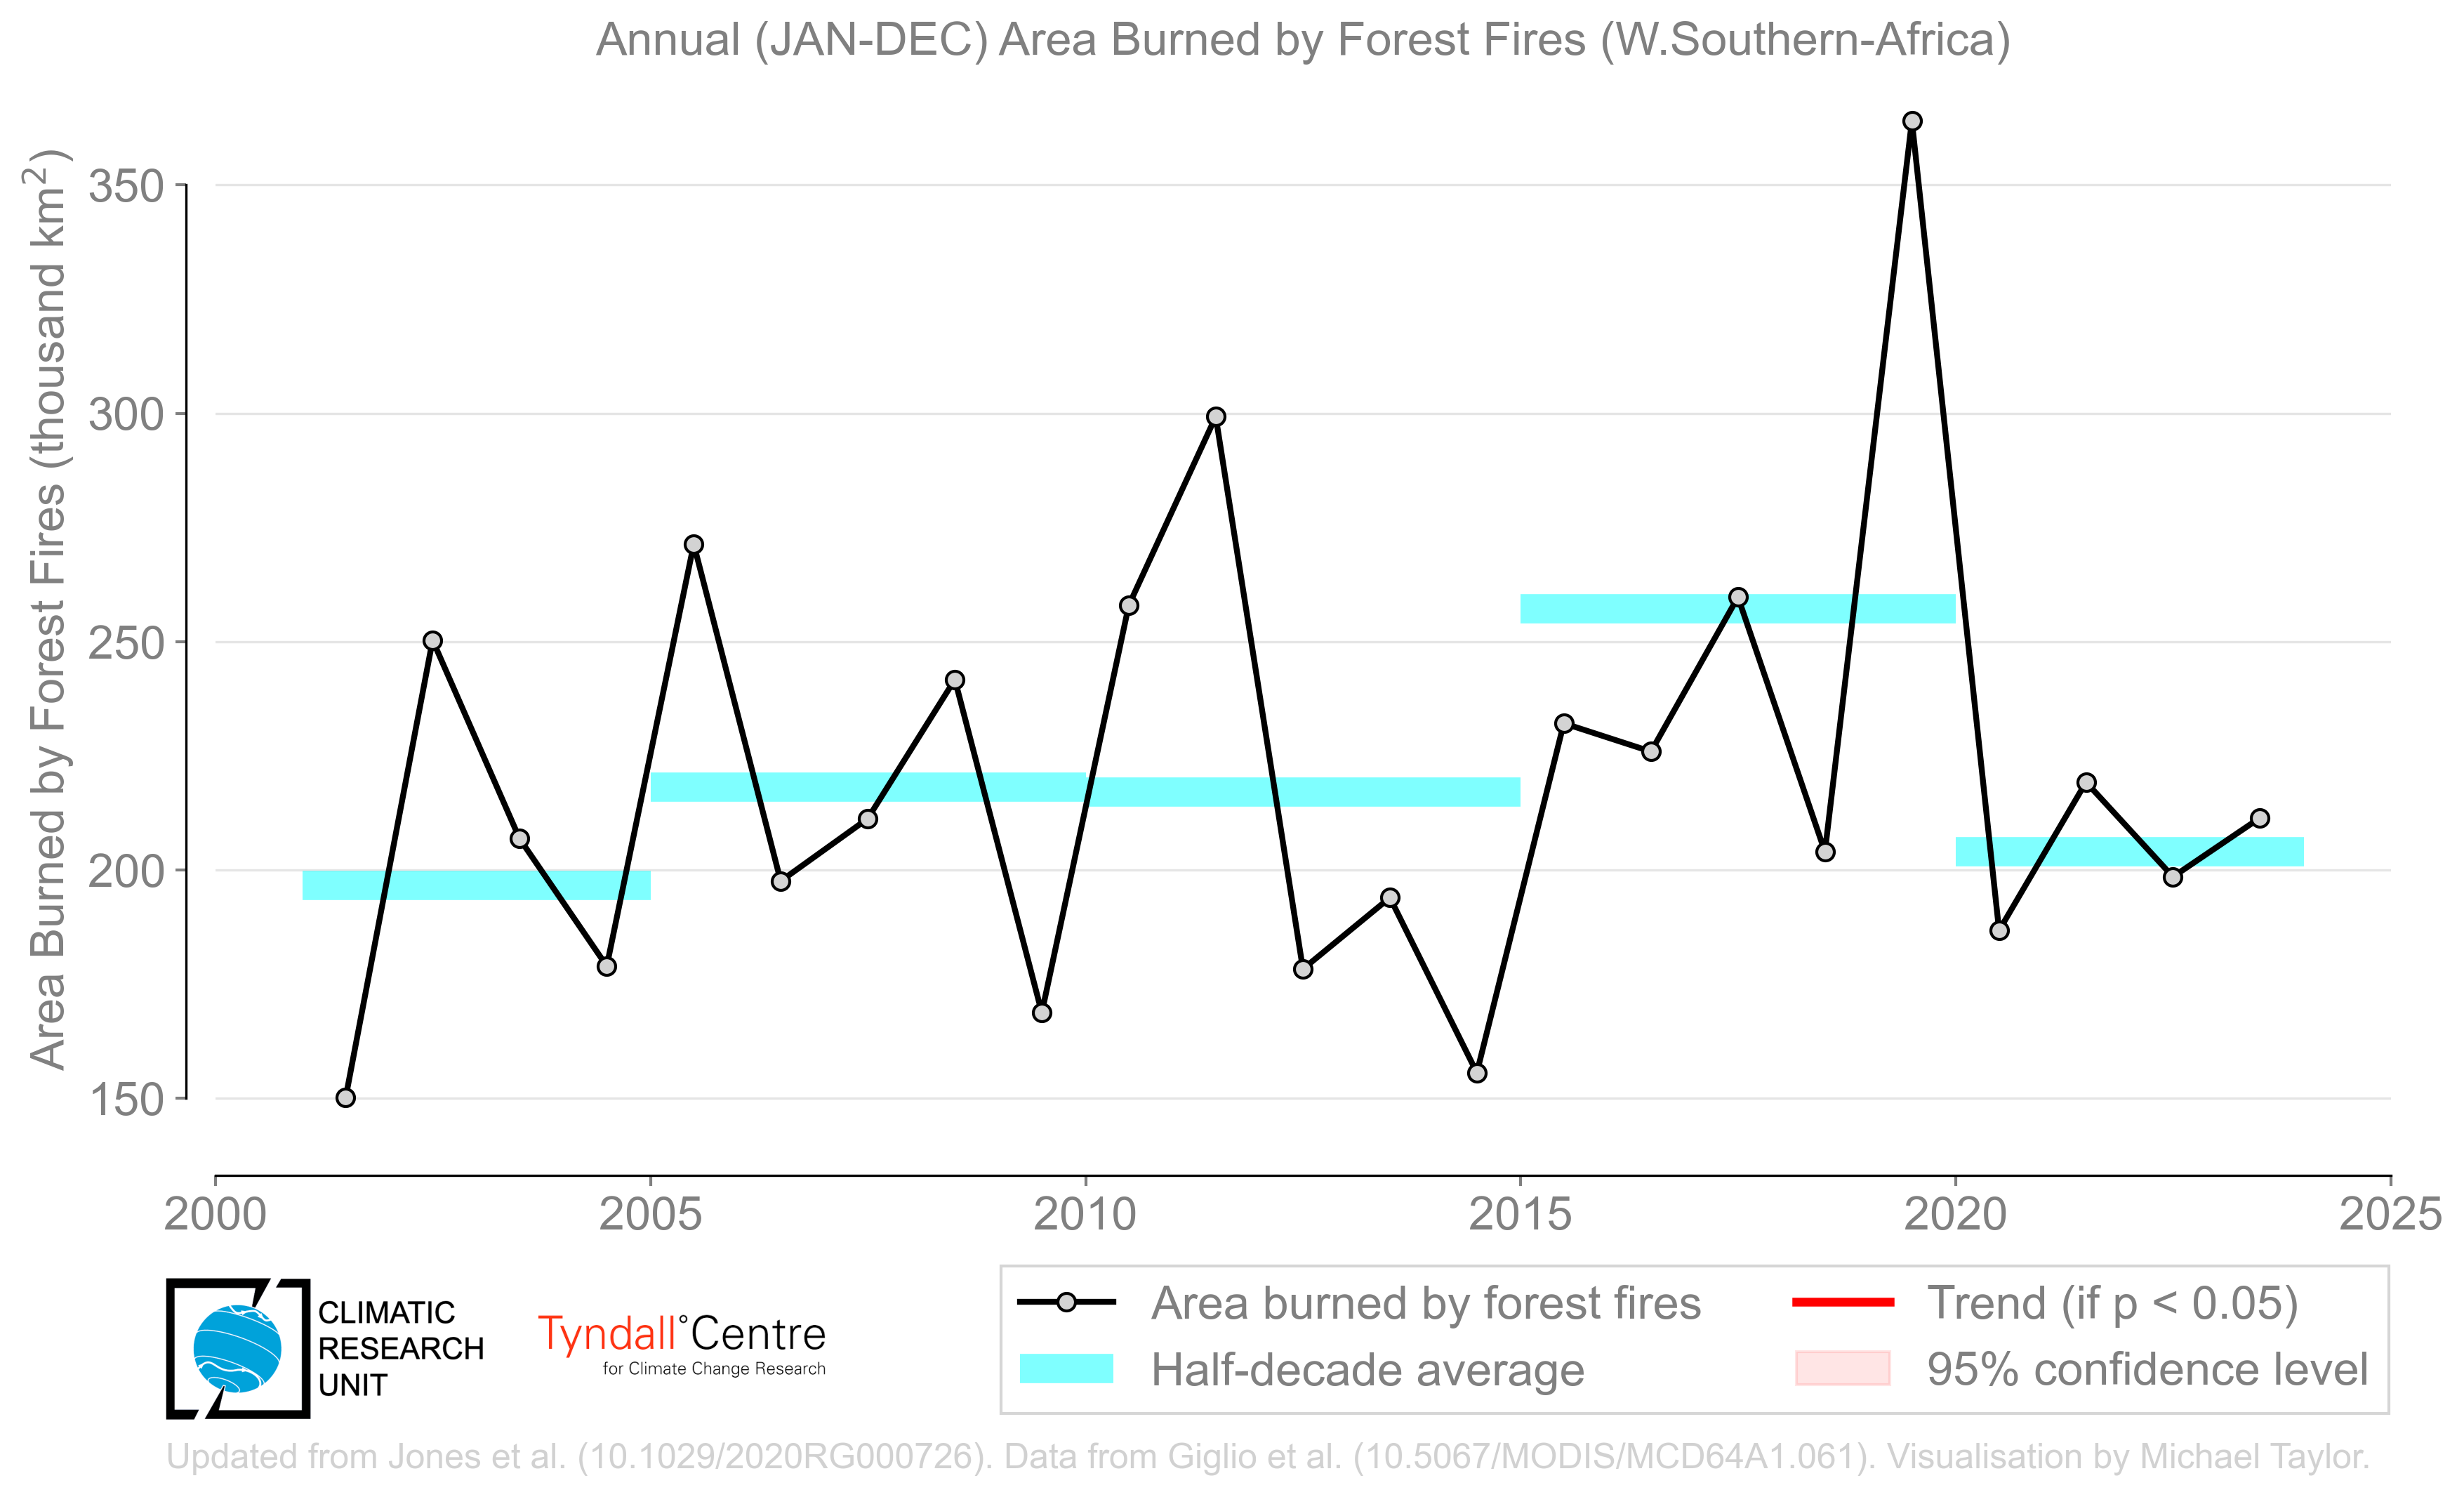 Annual (JAN-DEC) Area Burned by Forest Fires (W.Southern-Africa)
Area Burned by Forest Fires (thousand km²)
350
300
250
200
150
2000 2005 2010 2015 2020 2025
CLIMATIC
RESEARCH
UNIT
Tyndall°Centre
for Climate Change Research
Area burned by forest fires
Half-decade average
Trend (if p < 0.05)
95% confidence level
Updated from Jones et al. (10.1029/2020RG000726). Data from Giglio et al. (10.5067/MODIS/MCD64A1.061). Visualisation by Michael Taylor.